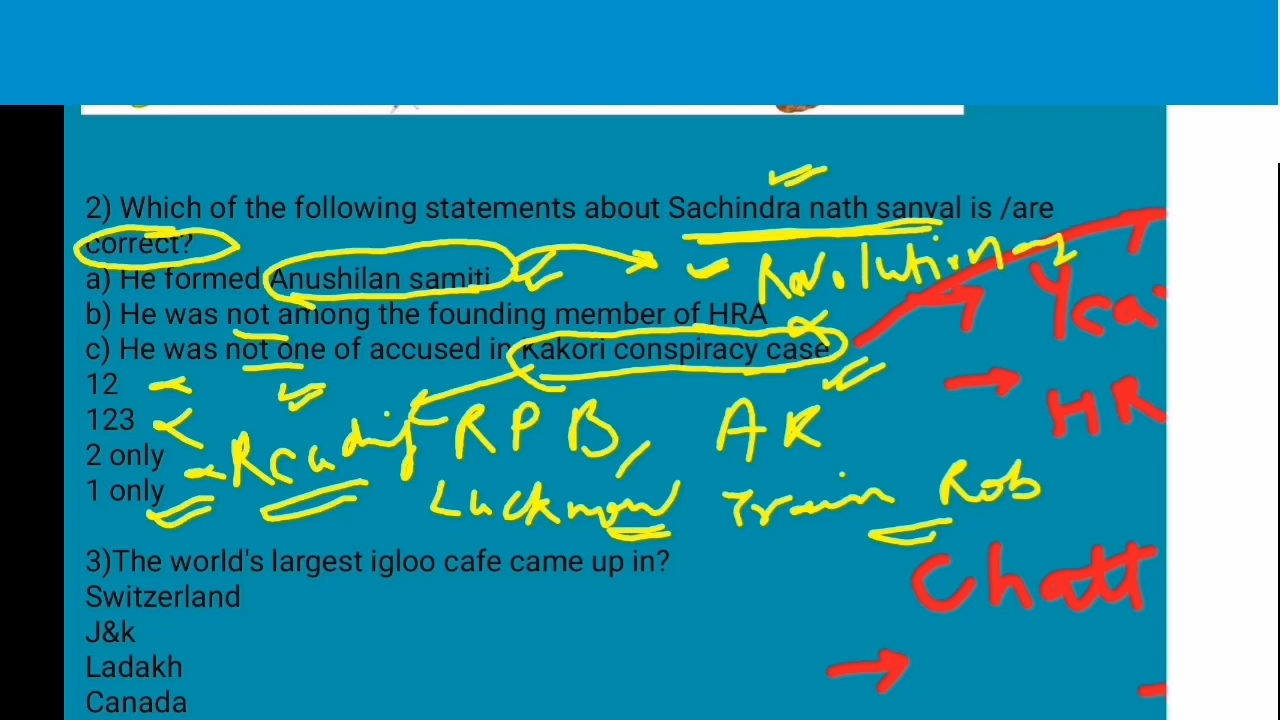 2) Which of the following statements about Sachindra nath sanyal is /are
correct?
a) He formed Anushilan samiti
Revolutionary
b) He was not among the founding member of HRA
c) He was not one of accused in Kakori conspiracy case
12
HR
123
RPB, AK
2 only
Reading
1 only
Lucknow Train Rob
3)The world's largest igloo cafe came up in?
Chatt
Switzerland
J&k
Ladakh
Canada